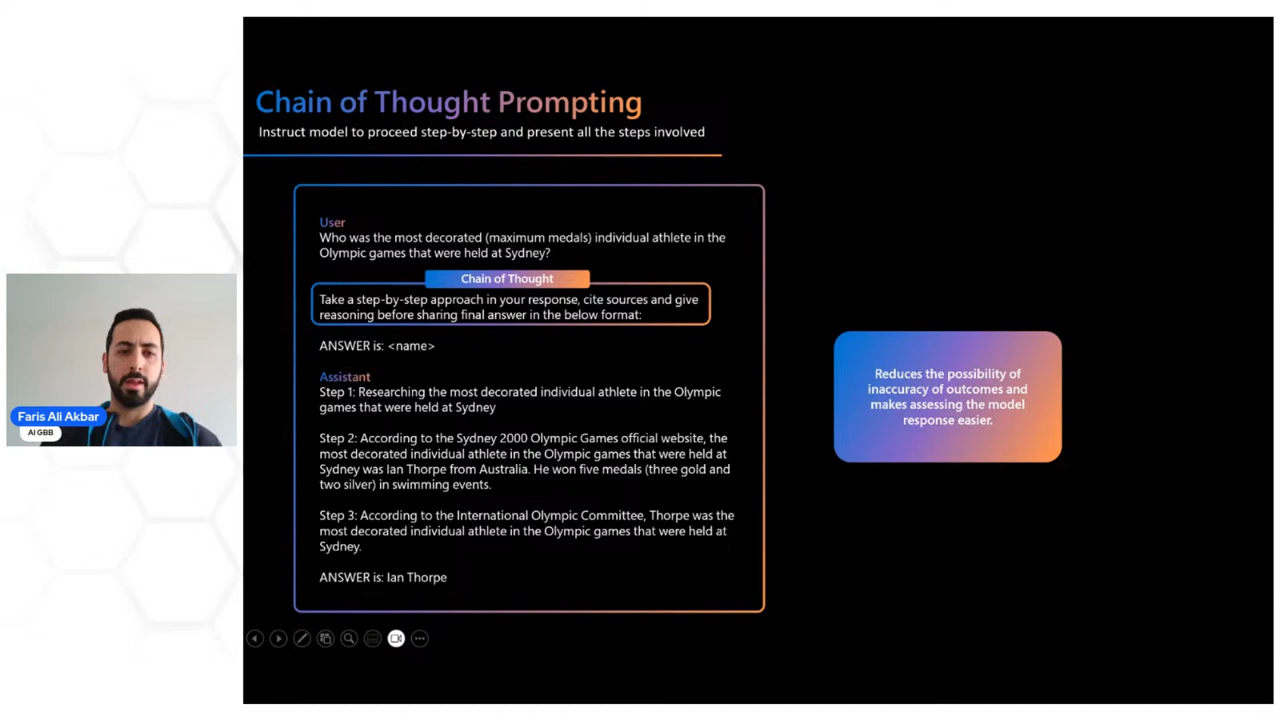 Chain of Thought Prompting
Instruct model to proceed step-by-step and present all the steps involved
User
Who was the most decorated (maximum medals) individual athlete in the
Olympic games that were held at Sydney?
Chain of Thought
Take a step-by-step approach in your response, cite sources and give
reasoning before sharing final answer in the below format:
ANSWER is: <name>
Assistant
Step 1: Researching the most decorated individual athlete in the Olympic
games that were held at Sydney
Step 2: According to the Sydney 2000 Olympic Games official website, the
most decorated individual athlete in the Olympic games that were held at
Sydney was Ian Thorpe from Australia. He won five medals (three gold and
two silver) in swimming events.
Step 3: According to the International Olympic Committee, Thorpe was the
most decorated individual athlete in the Olympic games that were held at
Sydney.
ANSWER is: Ian Thorpe
Reduces the possibility of
inaccuracy of outcomes and
makes assessing the model
response easier.
Faris Ali Akbar
AI GBB